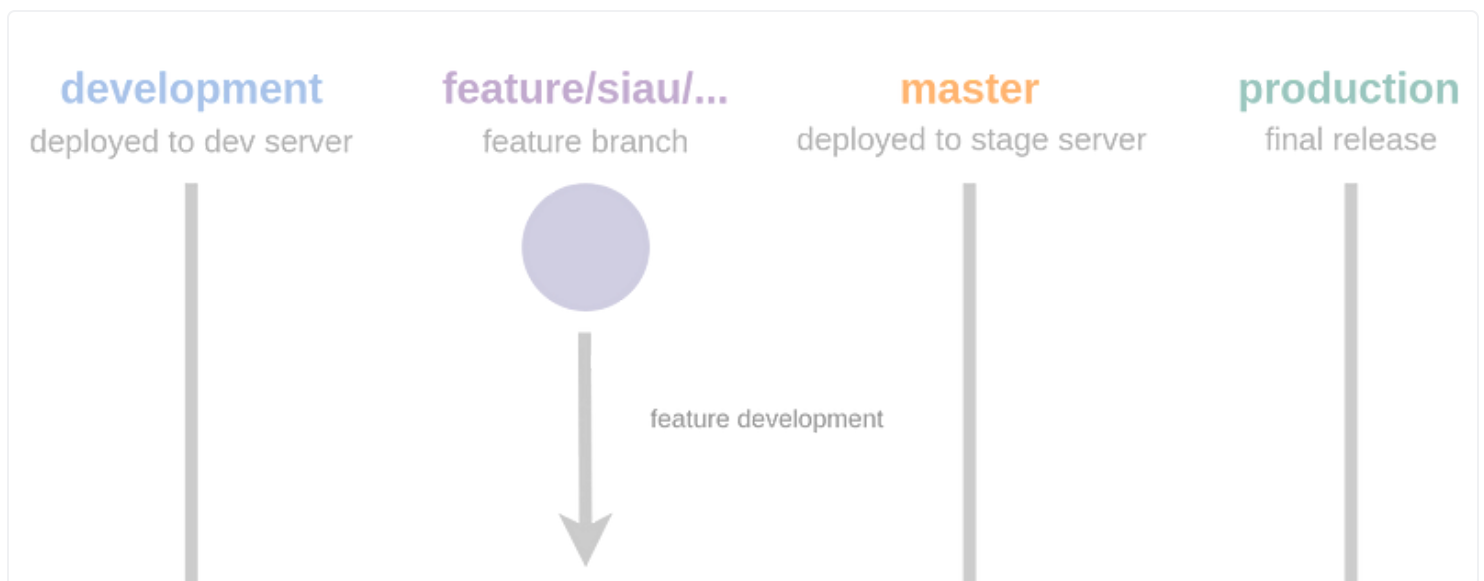 development
deployed to dev server
feature/siau/...
feature branch
master
deployed to stage server
production
final release
feature development